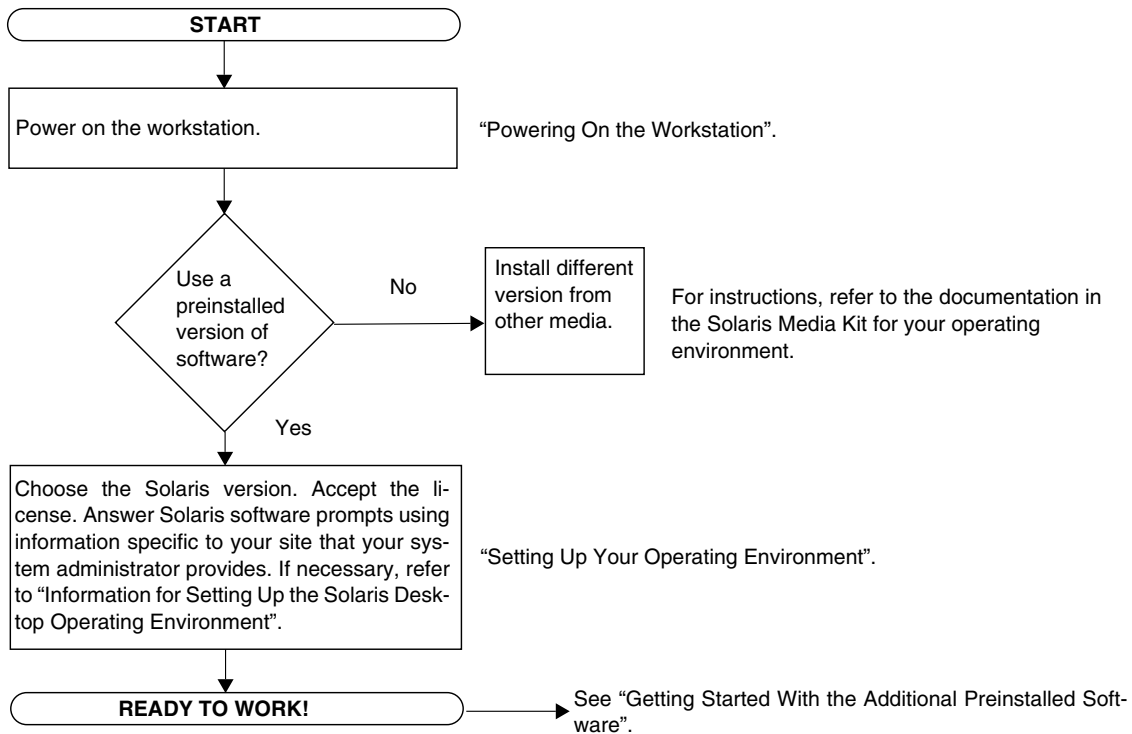 START
Power on the workstation.
“Powering On the Workstation”.
Use a
preinstalled
version of
software?
No
Install different
version from
other media.
For instructions, refer to the documentation in
the Solaris Media Kit for your operating
environment.
Yes
Choose the Solaris version. Accept the li-
cense. Answer Solaris software prompts using
information specific to your site that your sys-
tem administrator provides. If necessary, refer
to “Information for Setting Up the Solaris Desk-
top Operating Environment”.
“Setting Up Your Operating Environment”.
READY TO WORK!
See “Getting Started With the Additional Preinstalled Soft-
ware”.